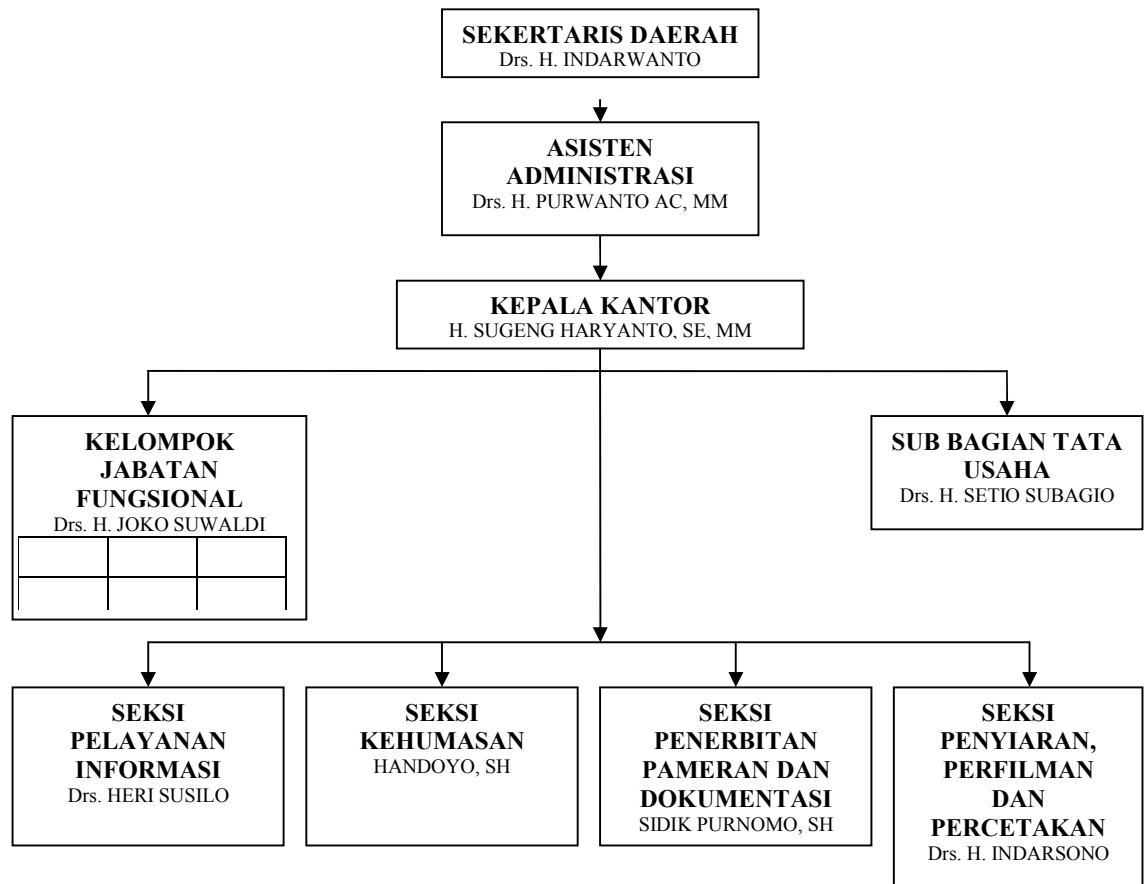 SEKERTARIS DAERAH
Drs. H. INDARWANTO
ASISTEN
ADMINISTRASI
Drs. H. PURWANTO AC, MM
KEPALA KANTOR
H. SUGENG HARYANTO, SE, MM
KELOMPOK
JABATAN
FUNGSIONAL
Drs. H. JOKO SUWALDI
SUB BAGIAN TATA
USAHA
Drs. H. SETIO SUBAGIO
SEKSI
PELAYANAN
INFORMASI
Drs. HERI SUSILO
SEKSI
KEHUMASAN
HANDOYO, SH
SEKSI
PENERBITAN
PAMERAN DAN
DOKUMENTASI
SIDIK PURNOMO, SH
SEKSI
PENYIARAN,
PERFILMAN
DAN
PERCETAKAN
Drs. H. INDARSONO